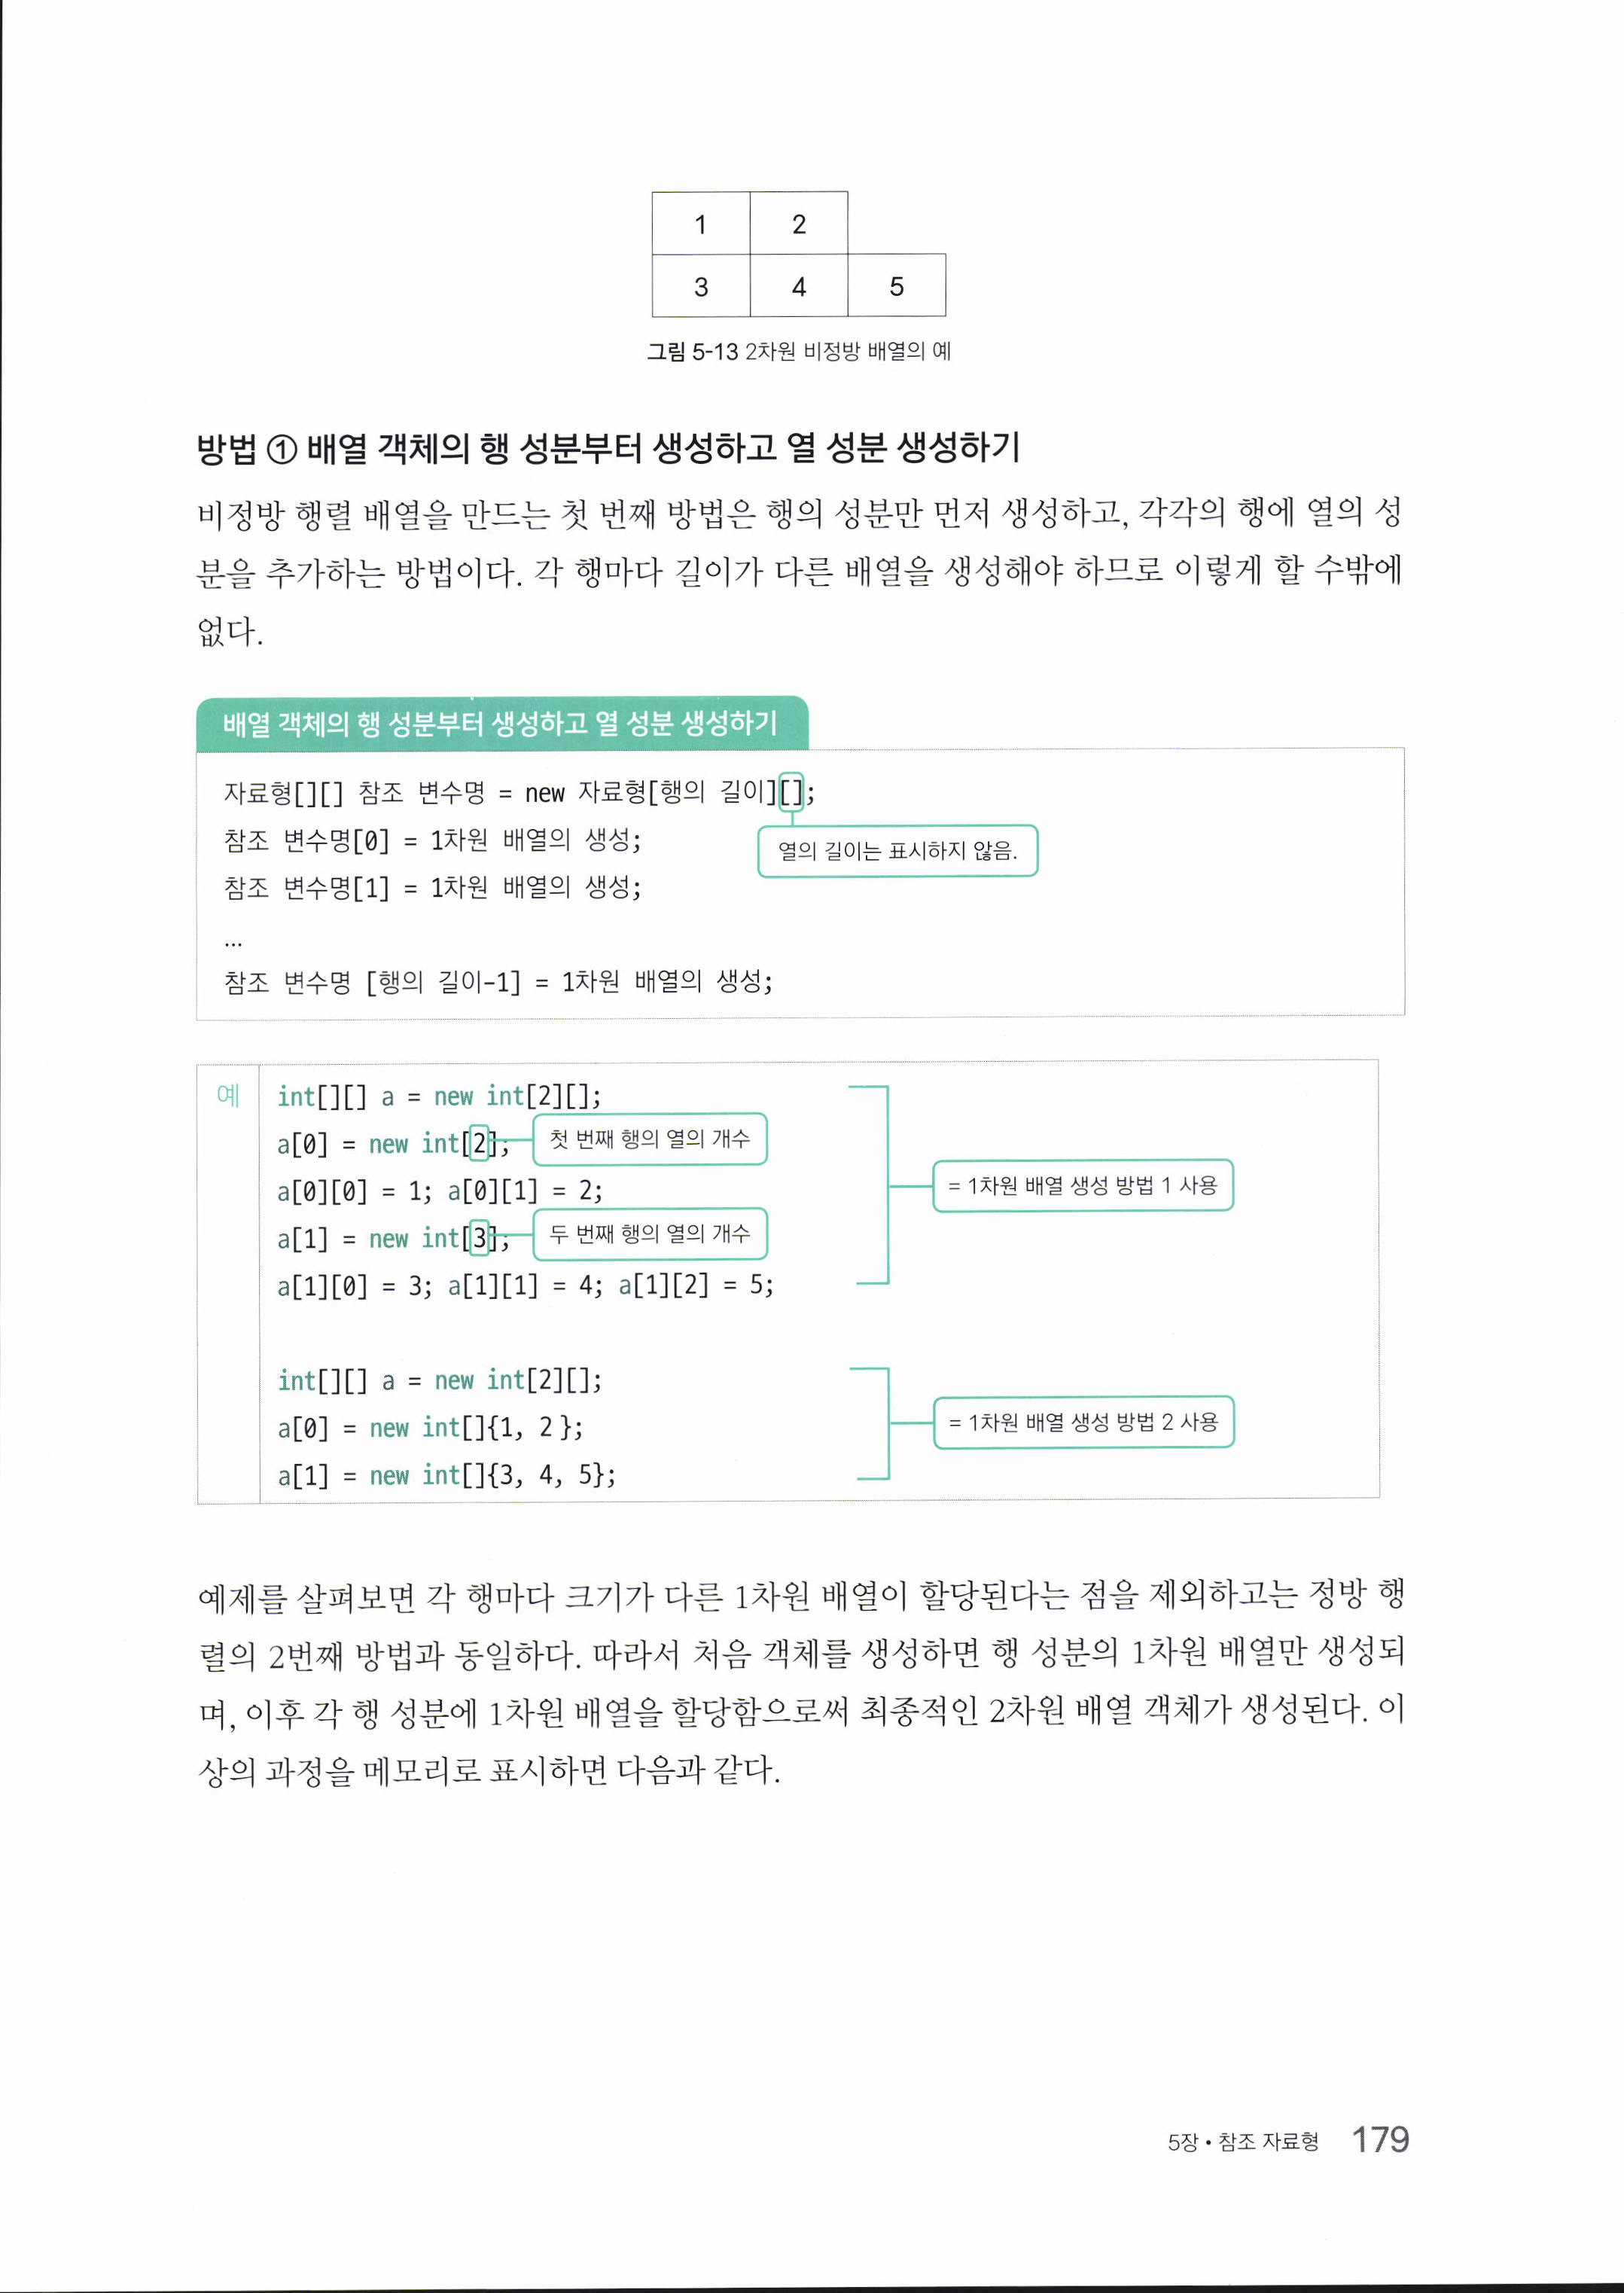 1 2
3 4 5
그림 5-13 2차원 비정방 배열의 예
방법 ① 배열 객체의 행 성분부터 생성하고 열 성분 생성하기
비정방 행렬 배열을 만드는 첫 번째 방법은 행의 성분만 먼저 생성하고, 각각의 행에 열의 성
분을 추가하는 방법이다. 각 행마다 길이가 다른 배열을 생성해야 하므로 이렇게 할 수밖에
없다.
배열 객체의 행 성분부터 생성하고 열 성분 생성하기
자료형[][] 참조 변수명 = new 자료형[행의 길이][];
참조 변수명[0] = 1차원 배열의 생성;
열의 길이는 표시하지 않음.
참조 변수명[1] = 1차원 배열의 생성;
...
참조 변수명 [행의 길이-1] = 1차원 배열의 생성;
예
int[][] a = new int[2][];
a[0] = new int[2];
첫 번째 행의 열의 개수
a[0][0] = 1; a[0][1] = 2;
= 1차원 배열 생성 방법 1 사용
a[1] = new int[3];
두 번째 행의 열의 개수
a[1][0] = 3; a[1][1] = 4; a[1][2] = 5;
int[][] a = new int[2][];
a[0] = new int[]{1, 2 };
= 1차원 배열 생성 방법 2 사용
a[1] = new int[]{3, 4, 5};
예제를 살펴보면 각 행마다 크기가 다른 1차원 배열이 할당된다는 점을 제외하고는 정방 행
렬의 2번째 방법과 동일하다. 따라서 처음 객체를 생성하면 행 성분의 1차원 배열만 생성되
며, 이후 각 행 성분에 1차원 배열을 할당함으로써 최종적인 2차원 배열 객체가 생성된다. 이
상의 과정을 메모리로 표시하면 다음과 같다.
5장 • 참조 자료형 179